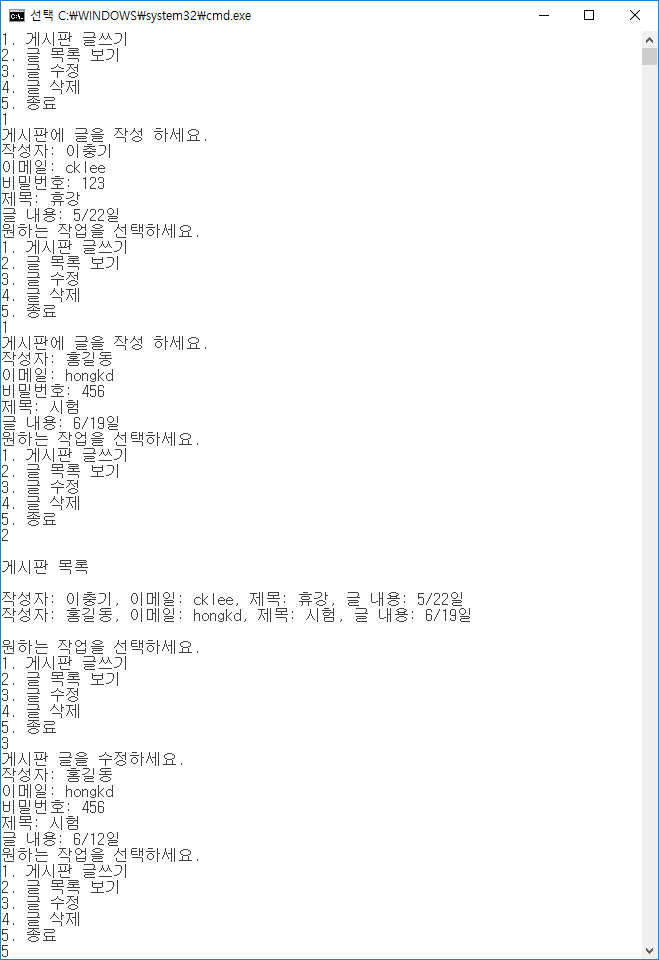 선택 C:₩WINDOWS₩system32₩cmd.exe
1. 게시판 글쓰기
2. 글 목록 보기
3. 글 수정
4. 글 삭제
5. 종료
1
게시판에 글을 작성 하세요.
작성자: 이충기
이메일: cklee
비밀번호: 123
제목: 휴강
글 내용: 5/22일
원하는 작업을 선택하세요.
1. 게시판 글쓰기
2. 글 목록 보기
3. 글 수정
4. 글 삭제
5. 종료
1
게시판에 글을 작성 하세요.
작성자: 홍길동
이메일: hongkd
비밀번호: 456
제목: 시험
글 내용: 6/19일
원하는 작업을 선택하세요.
1. 게시판 글쓰기
2. 글 목록 보기
3. 글 수정
4. 글 삭제
5. 종료
2
게시판 목록
작성자: 이충기, 이메일: cklee, 제목: 휴강, 글 내용: 5/22일
작성자: 홍길동, 이메일: hongkd, 제목: 시험, 글 내용: 6/19일
원하는 작업을 선택하세요.
1. 게시판 글쓰기
2. 글 목록 보기
3. 글 수정
4. 글 삭제
5. 종료
3
게시판 글을 수정하세요.
작성자: 홍길동
이메일: hongkd
비밀번호: 456
제목: 시험
글 내용: 6/12일
원하는 작업을 선택하세요.
1. 게시판 글쓰기
2. 글 목록 보기
3. 글 수정
4. 글 삭제
5. 종료
5